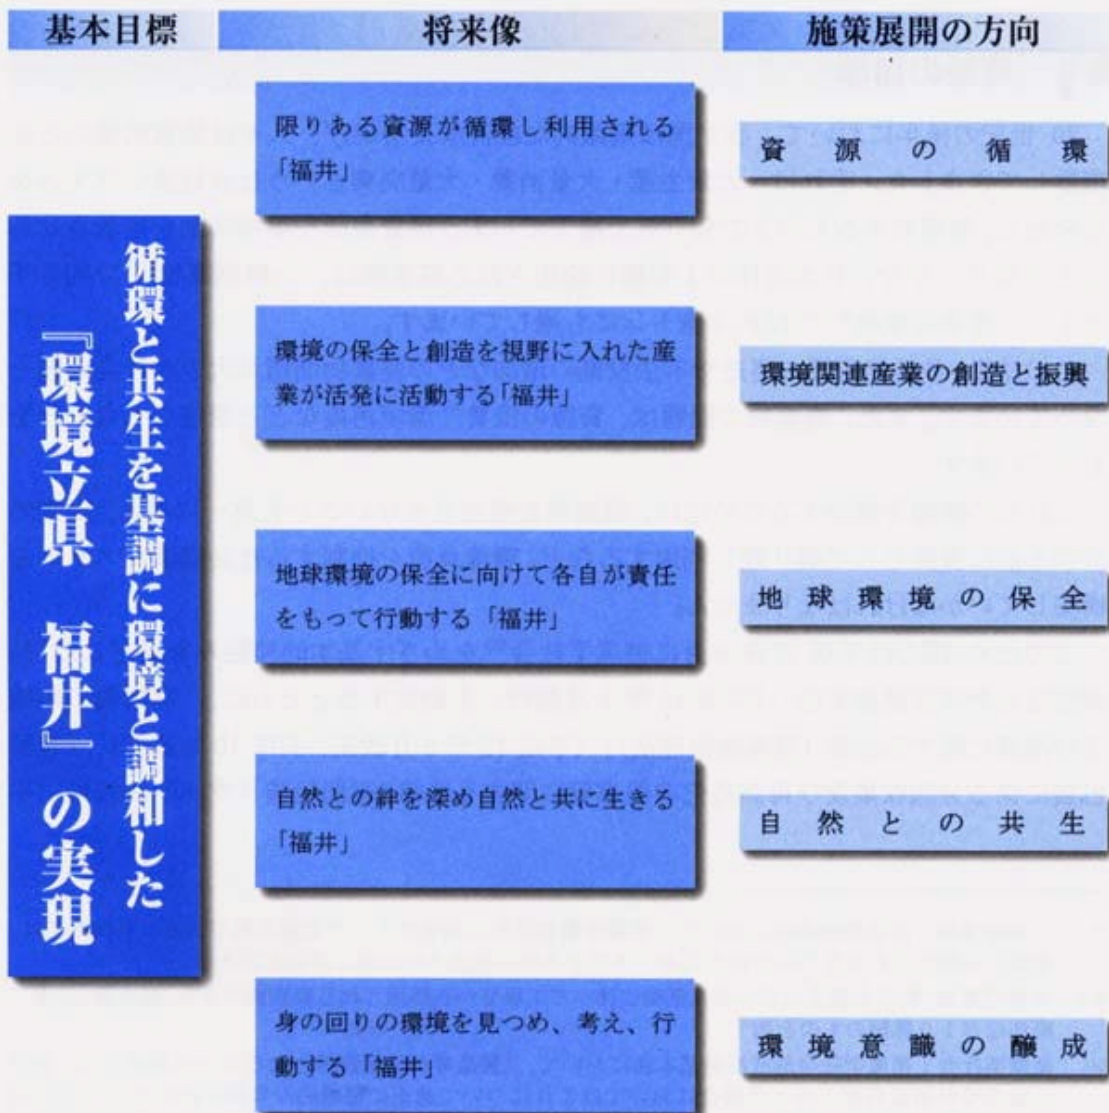 基本目標
将来像
施策展開の方向
循環と共生を基調に環境と調和した
『環境立県 福井』の実現
限りある資源が循環し利用される
「福井」
資源の循環
環境の保全と創造を視野に入れた産
業が活発に活動する「福井」
環境関連産業の創造と振興
地球環境の保全に向けて各自が責任
をもって行動する「福井」
地球環境の保全
自然との絆を深め自然と共に生きる
「福井」
自然との共生
身の回りの環境を見つめ、考え、行
動する「福井」
環境意識の醸成